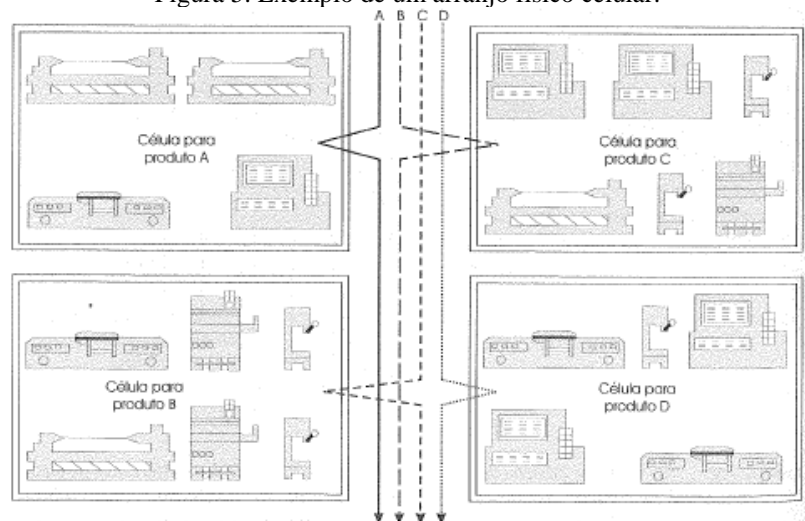 Figura 5. Exemplo de um arranjo físico celular.
A B C D
Célula para
produto A
Célula para
produto C
Célula para
produto B
Célula para
produto D